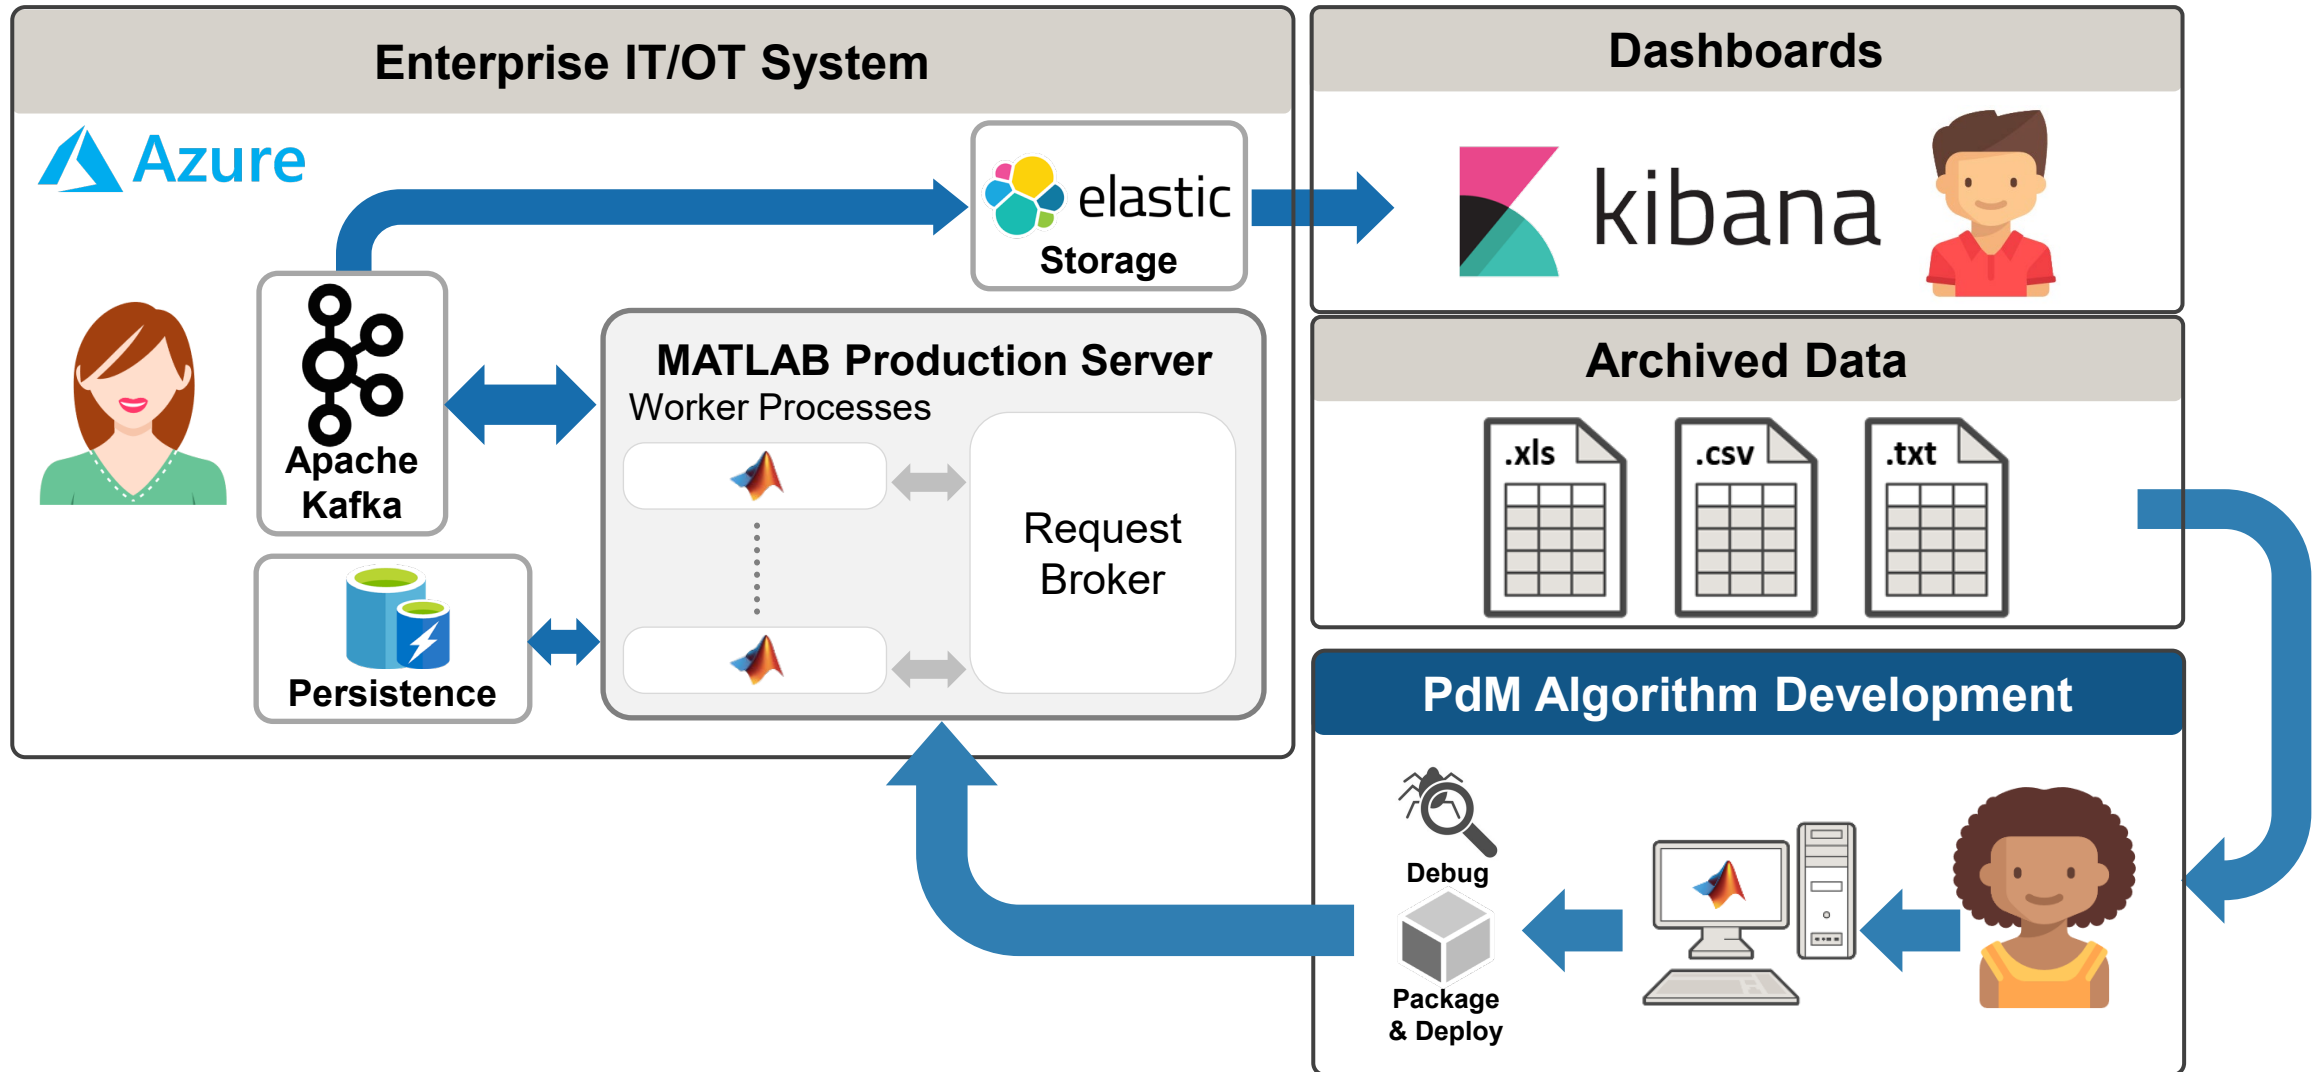 Enterprise IT/OT System
Azure
elastic
Storage
Apache
Kafka
MATLAB Production Server
Worker Processes
Request
Broker
Persistence
Dashboards
kibana
Archived Data
.xls
.csv
.txt
PdM Algorithm Development
Debug
Package
& Deploy